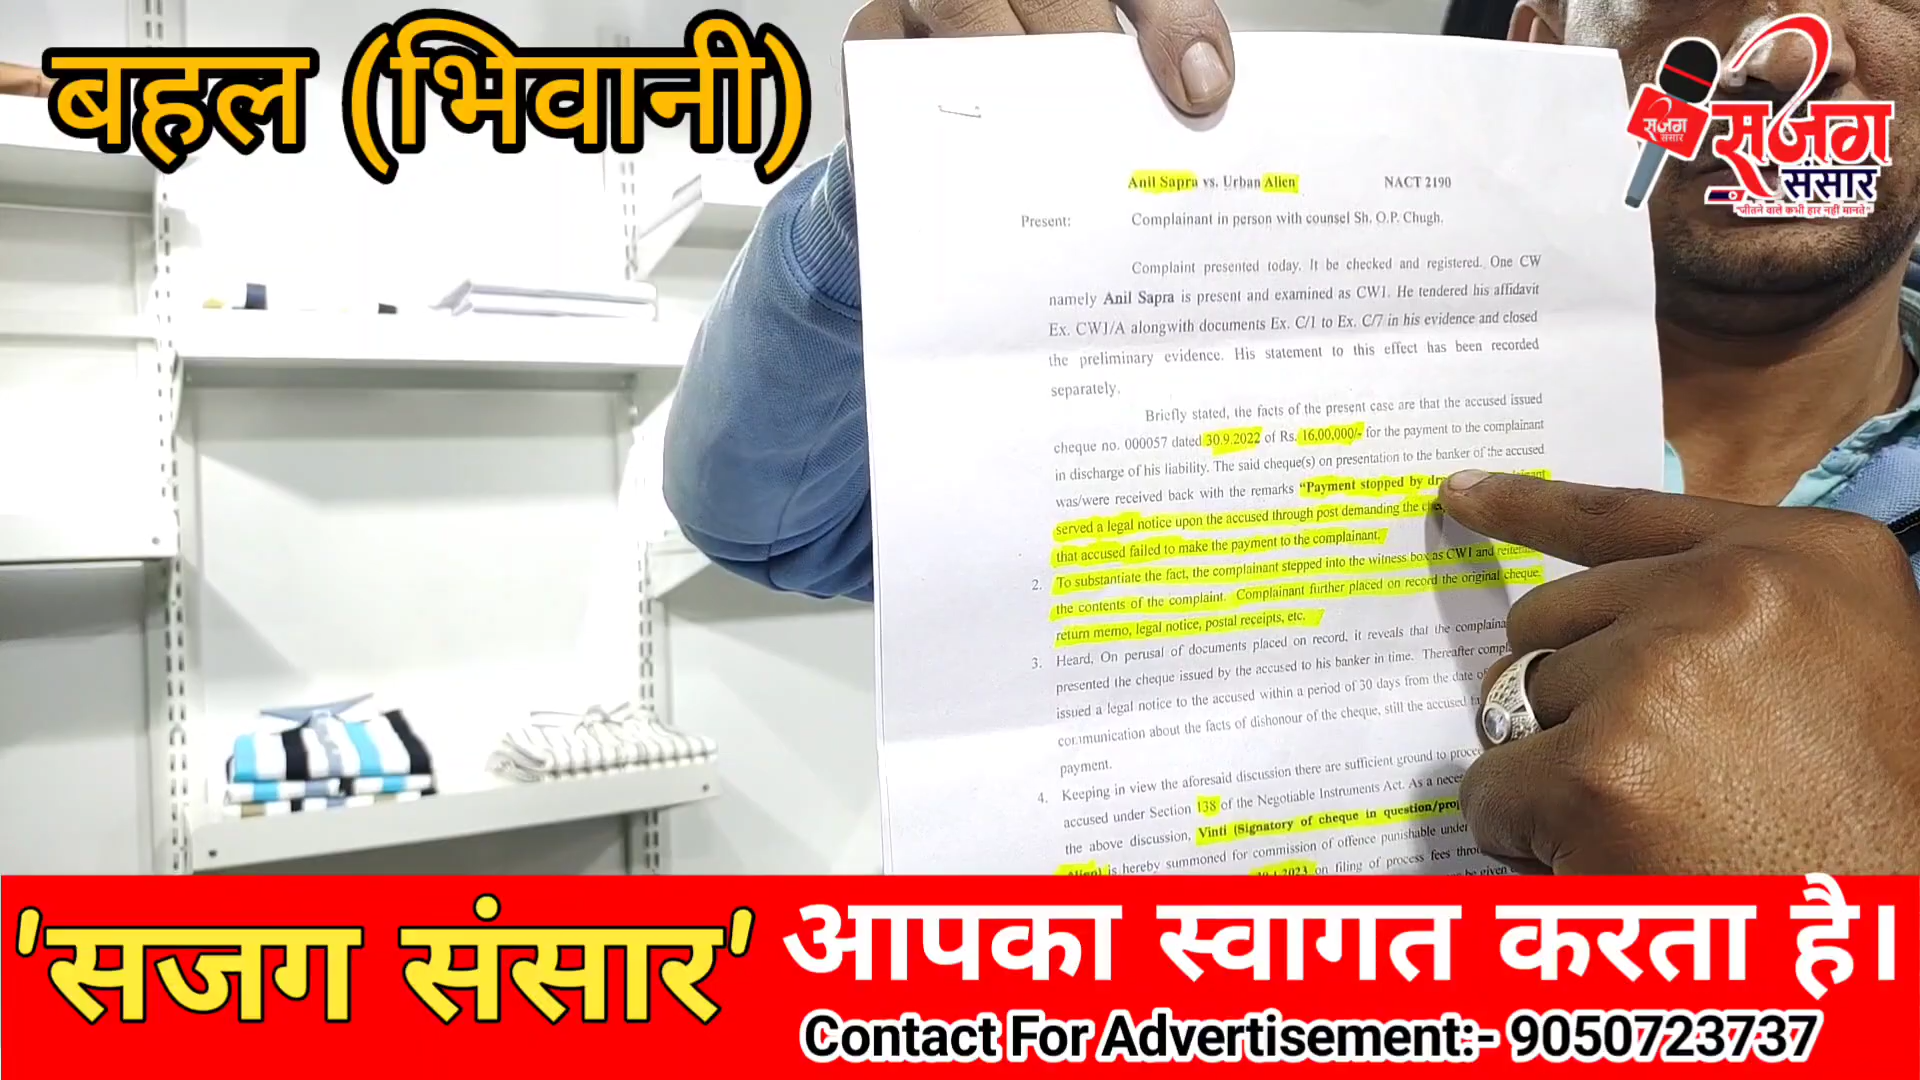 बहल (भिवानी)
सजग
संसार
सजग
संसार
"जीतने वाले कभी हार नहीं मानते"
Anil Sapra vs. Urban Alien NACT 2190
Present: Complainant in person with counsel Sh. O.P. Chugh.
Complaint presented today. It be checked and registered. One CW
namely Anil Sapra is present and examined as CW1. He tendered his affidavit
Ex. CW1/A alongwith documents Ex. C/1 to Ex. C/7 in his evidence and closed
the preliminary evidence. His statement to this effect has been recorded
separately.
Briefly stated, the facts of the present case are that the accused issued
cheque no. 000057 dated 30.9.2022 of Rs. 16,00,000/- for the payment to the complainant
in discharge of his liability. The said cheque(s) on presentation to the banker of the accused
was/were received back with the remarks "Payment stopped by
served a legal notice upon the accused through post demanding the
that accused failed to make the payment to the complainant.
2. To substantiate the fact, the complainant stepped into the witness box as CW1 and
the contents of the complaint. Complainant further placed on record the original cheque,
return memo, legal notice, postal receipts, etc.
3. Heard, On perusal of documents placed on record, it reveals that the
presented the cheque issued by the accused to his banker in time. Thereafter
issued a legal notice to the accused within a period of 30 days from the date
communication about the facts of dishonour of the cheque, still the accused
payment.
4. Keeping in view the aforesaid discussion there are sufficient ground to
accused under Section 138 of the Negotiable Instruments Act. As a
the above discussion, Vinti (Signatory of cheque in
Alien) is hereby summoned for commission of offence punishable under
on filing of process fees
'सजग संसार' आपका स्वागत करता है।
Contact For Advertisement:- 9050723737